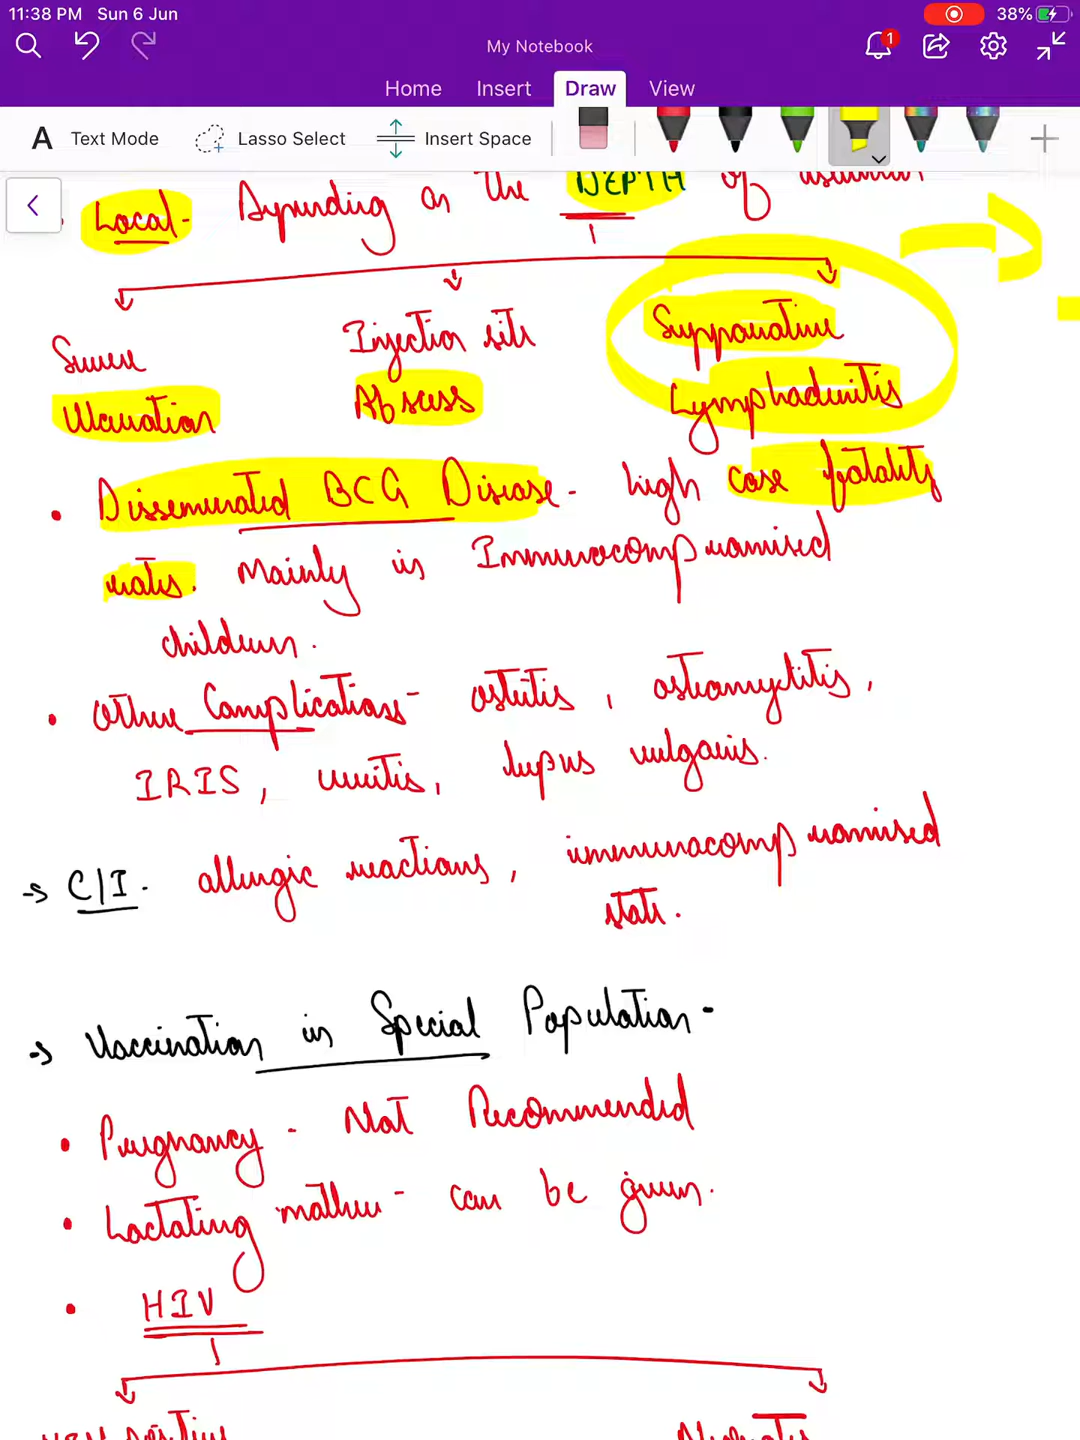 11:38 PM Sun 6 Jun
38%
My Notebook
1
Home Insert Draw View
A Text Mode Lasso Select Insert Space
Local - Depending on the DEPTH of
Severe Ulceration
Injection site Abscess
Suppurative Lymphadenitis
• Disseminated BCG Disease - high case fatality
rates. Mainly in Immunocompromised
children.
• Other Complications - osteitis, osteomyelitis,
IRIS, uveitis, lupus vulgaris.
→ C/I. allergic reactions, immunocompromised
state.
→ Vaccination in Special Population -
• Pregnancy - Not Recommended
• Lactating mother - can be given.
• HIV